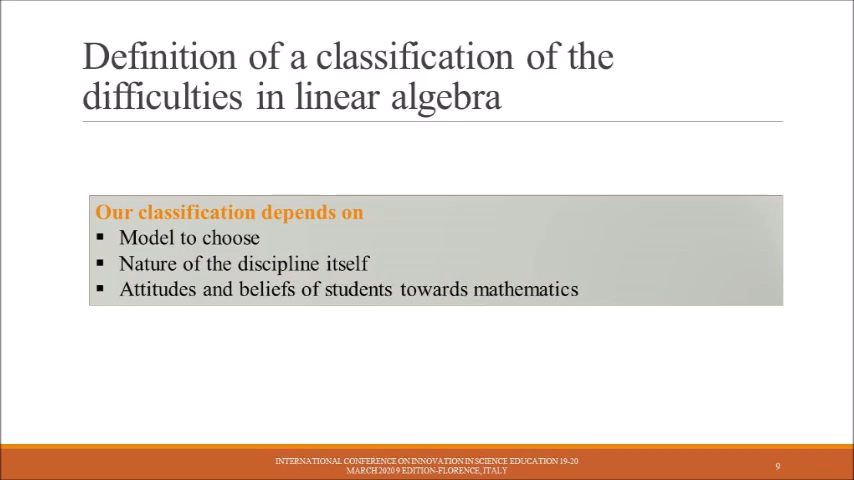 Definition of a classification of the
difficulties in linear algebra
Our classification depends on
▪ Model to choose
▪ Nature of the discipline itself
▪ Attitudes and beliefs of students towards mathematics
INTERNATIONAL CONFERENCE ON INNOVATION IN SCIENCE EDUCATION 19-20
MARCH 2020 9 EDITION-FLORENCE, ITALY
9